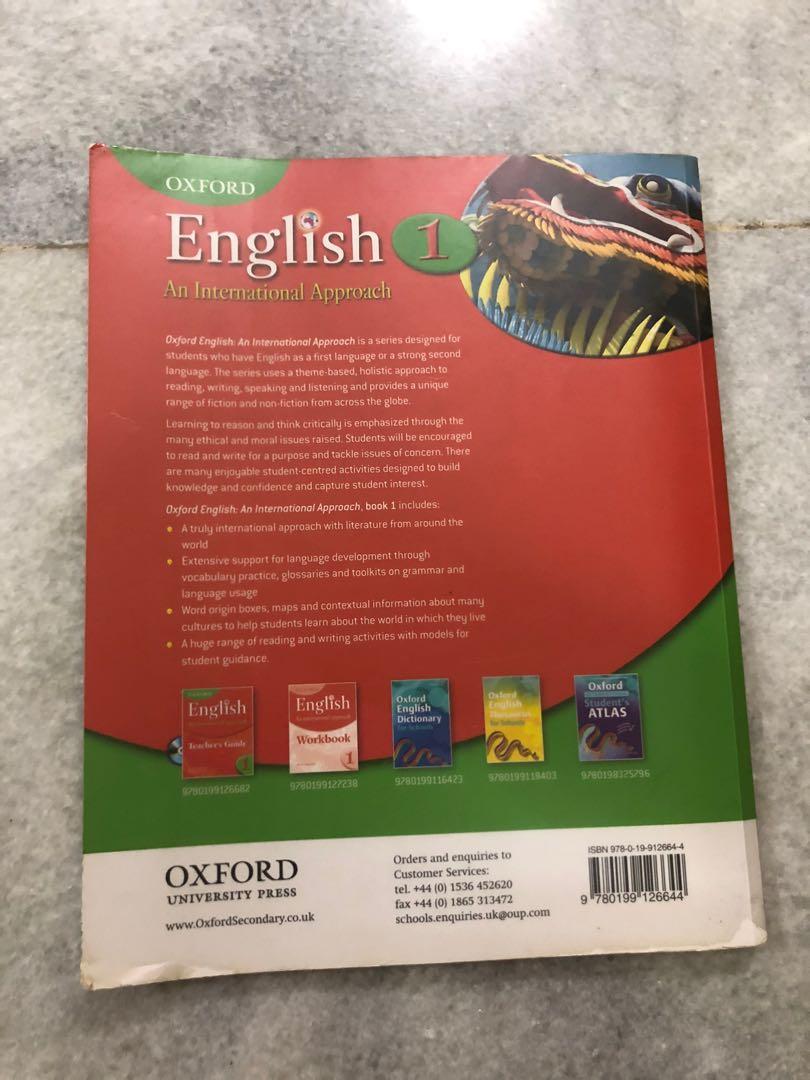 OXFORD
English 1
An International Approach
Oxford English: An International Approach is a series designed for
students who have English as a first language or a strong second
language. The series uses a theme-based, holistic approach to
reading, writing, speaking and listening and provides a unique
range of fiction and non-fiction from across the globe.
Learning to reason and think critically is emphasized through the
many ethical and moral issues raised. Students will be encouraged
to read and write for a purpose and tackle issues of concern. There
are many enjoyable student-centred activities designed to build
knowledge and confidence and capture student interest.
Oxford English: An International Approach, book 1 includes:
• A truly international approach with literature from around the
world
• Extensive support for language development through
vocabulary practice, glossaries and toolkits on grammar and
language usage
• Word origin boxes, maps and contextual information about many
cultures to help students learn about the world in which they live
• A huge range of reading and writing activities with models for
student guidance.
OXFORD
English
Teacher's Guide
1
9780199126682
English
An International Approach
Workbook
1
9780199127238
Oxford
English
Dictionary
for Schools
9780199116423
Oxford
English
Thesaurus
for Schools
9780199118403
Oxford
Student's
ATLAS
9780198325796
OXFORD
UNIVERSITY PRESS
www.OxfordSecondary.co.uk
Orders and enquiries to
Customer Services:
tel. +44 (0) 1536 452620
fax +44 (0) 1865 313472
schools.enquiries.uk@oup.com
ISBN 978-0-19-912664-4
9 780199 126644